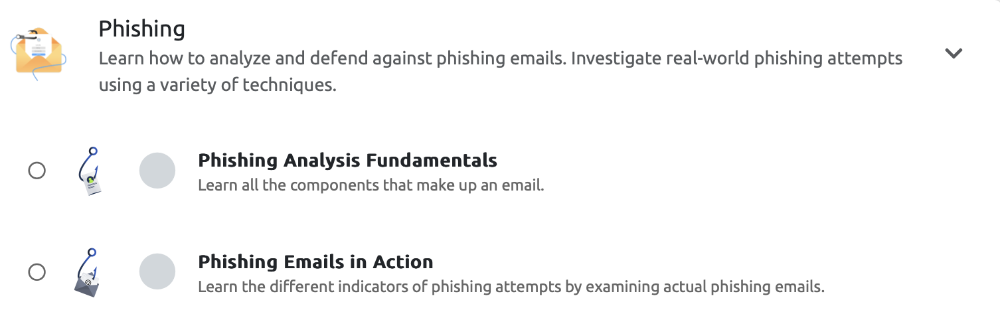 Phishing
Learn how to analyze and defend against phishing emails. Investigate real-world phishing attempts
using a variety of techniques.
Phishing Analysis Fundamentals
Learn all the components that make up an email.
Phishing Emails in Action
Learn the different indicators of phishing attempts by examining actual phishing emails.